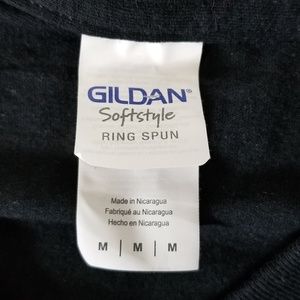 GILDAN®
Softstyle
RING SPUN
Made in Nicaragua
Fabriqué au Nicaragua
Hecho en Nicaragua
M | M | M